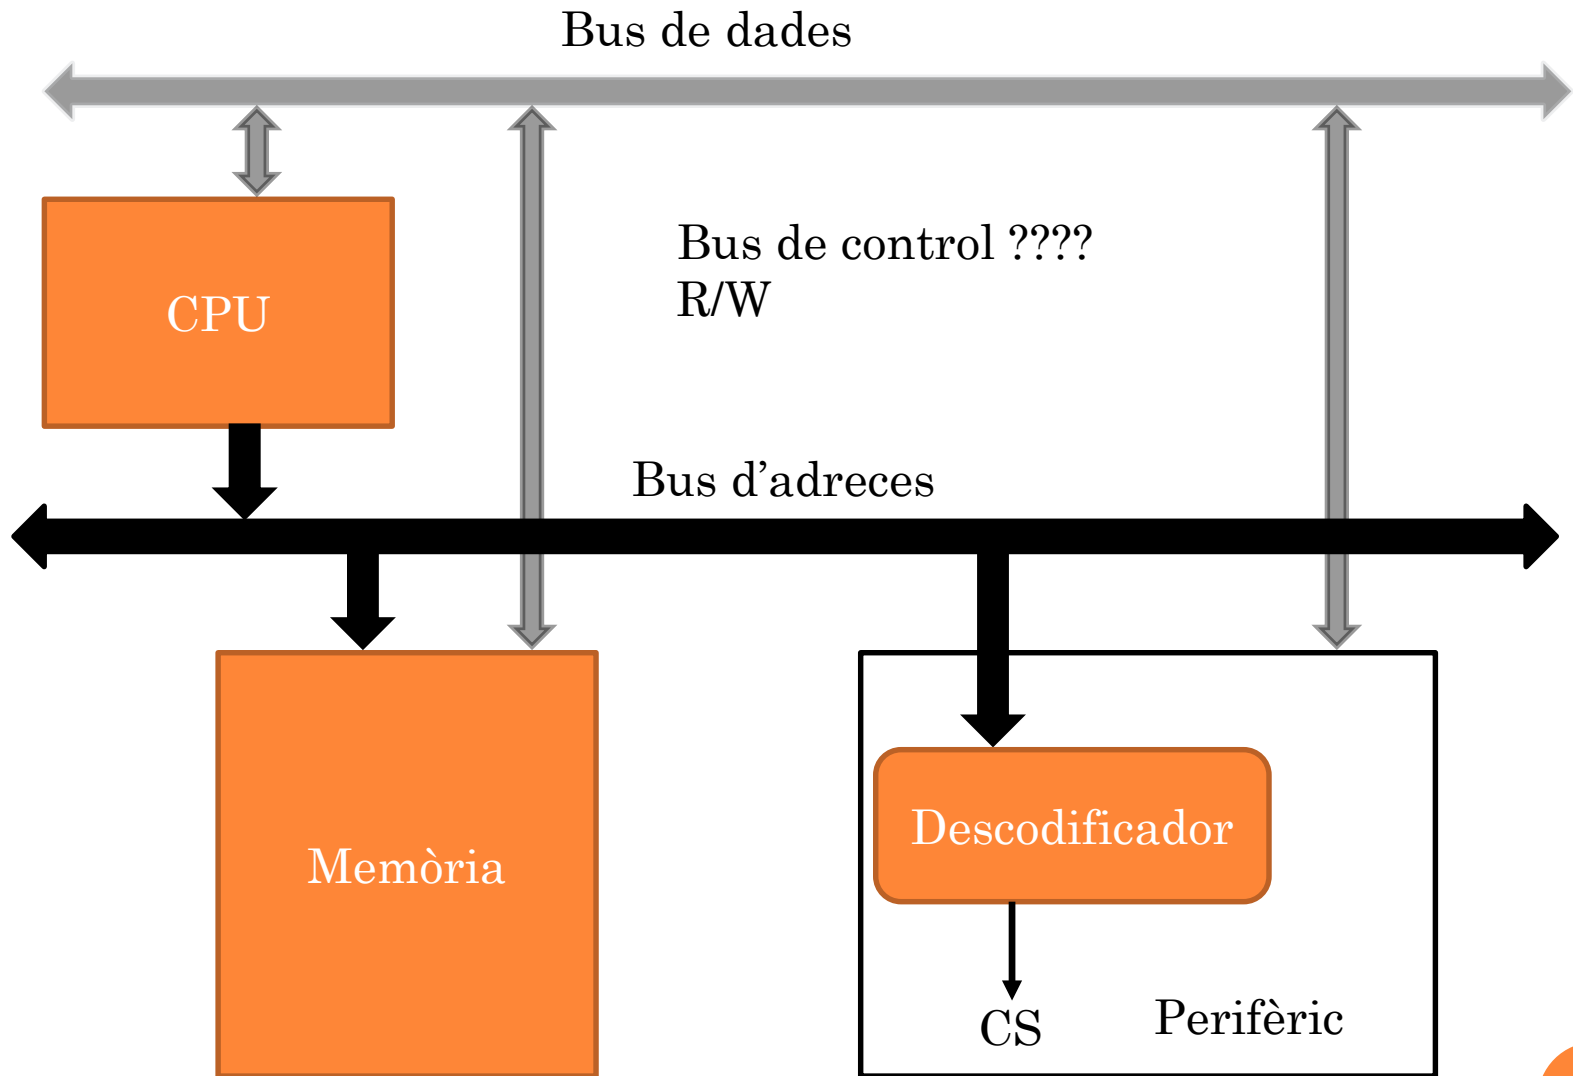 Bus de dades
Bus de control ????
R/W
CPU
Bus d’adreces
Descodificador
Memòria
CS
Perifèric